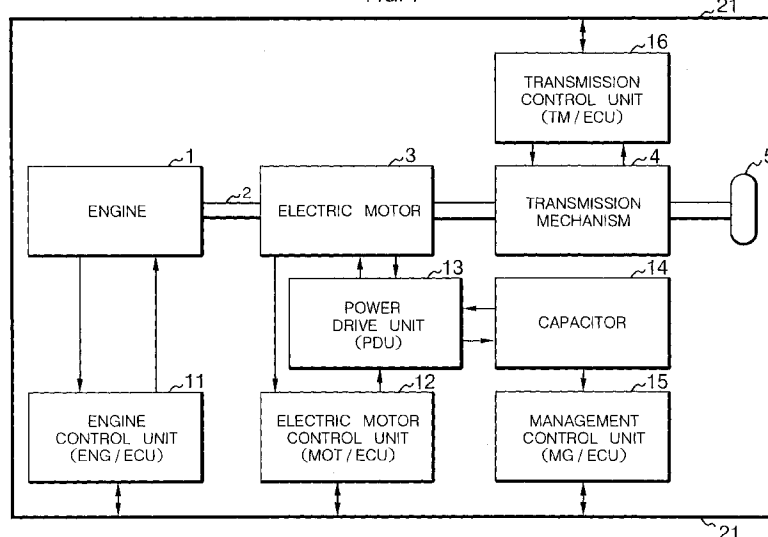 21
16
TRANSMISSION
CONTROL UNIT
(TM/ECU)
1
2
3
4
5
ENGINE
ELECTRIC MOTOR
TRANSMISSION
MECHANISM
13
14
POWER
DRIVE UNIT
(PDU)
CAPACITOR
11
12
15
ENGINE
CONTROL UNIT
(ENG/ECU)
ELECTRIC MOTOR
CONTROL UNIT
(MOT/ECU)
MANAGEMENT
CONTROL UNIT
(MG/ECU)
21